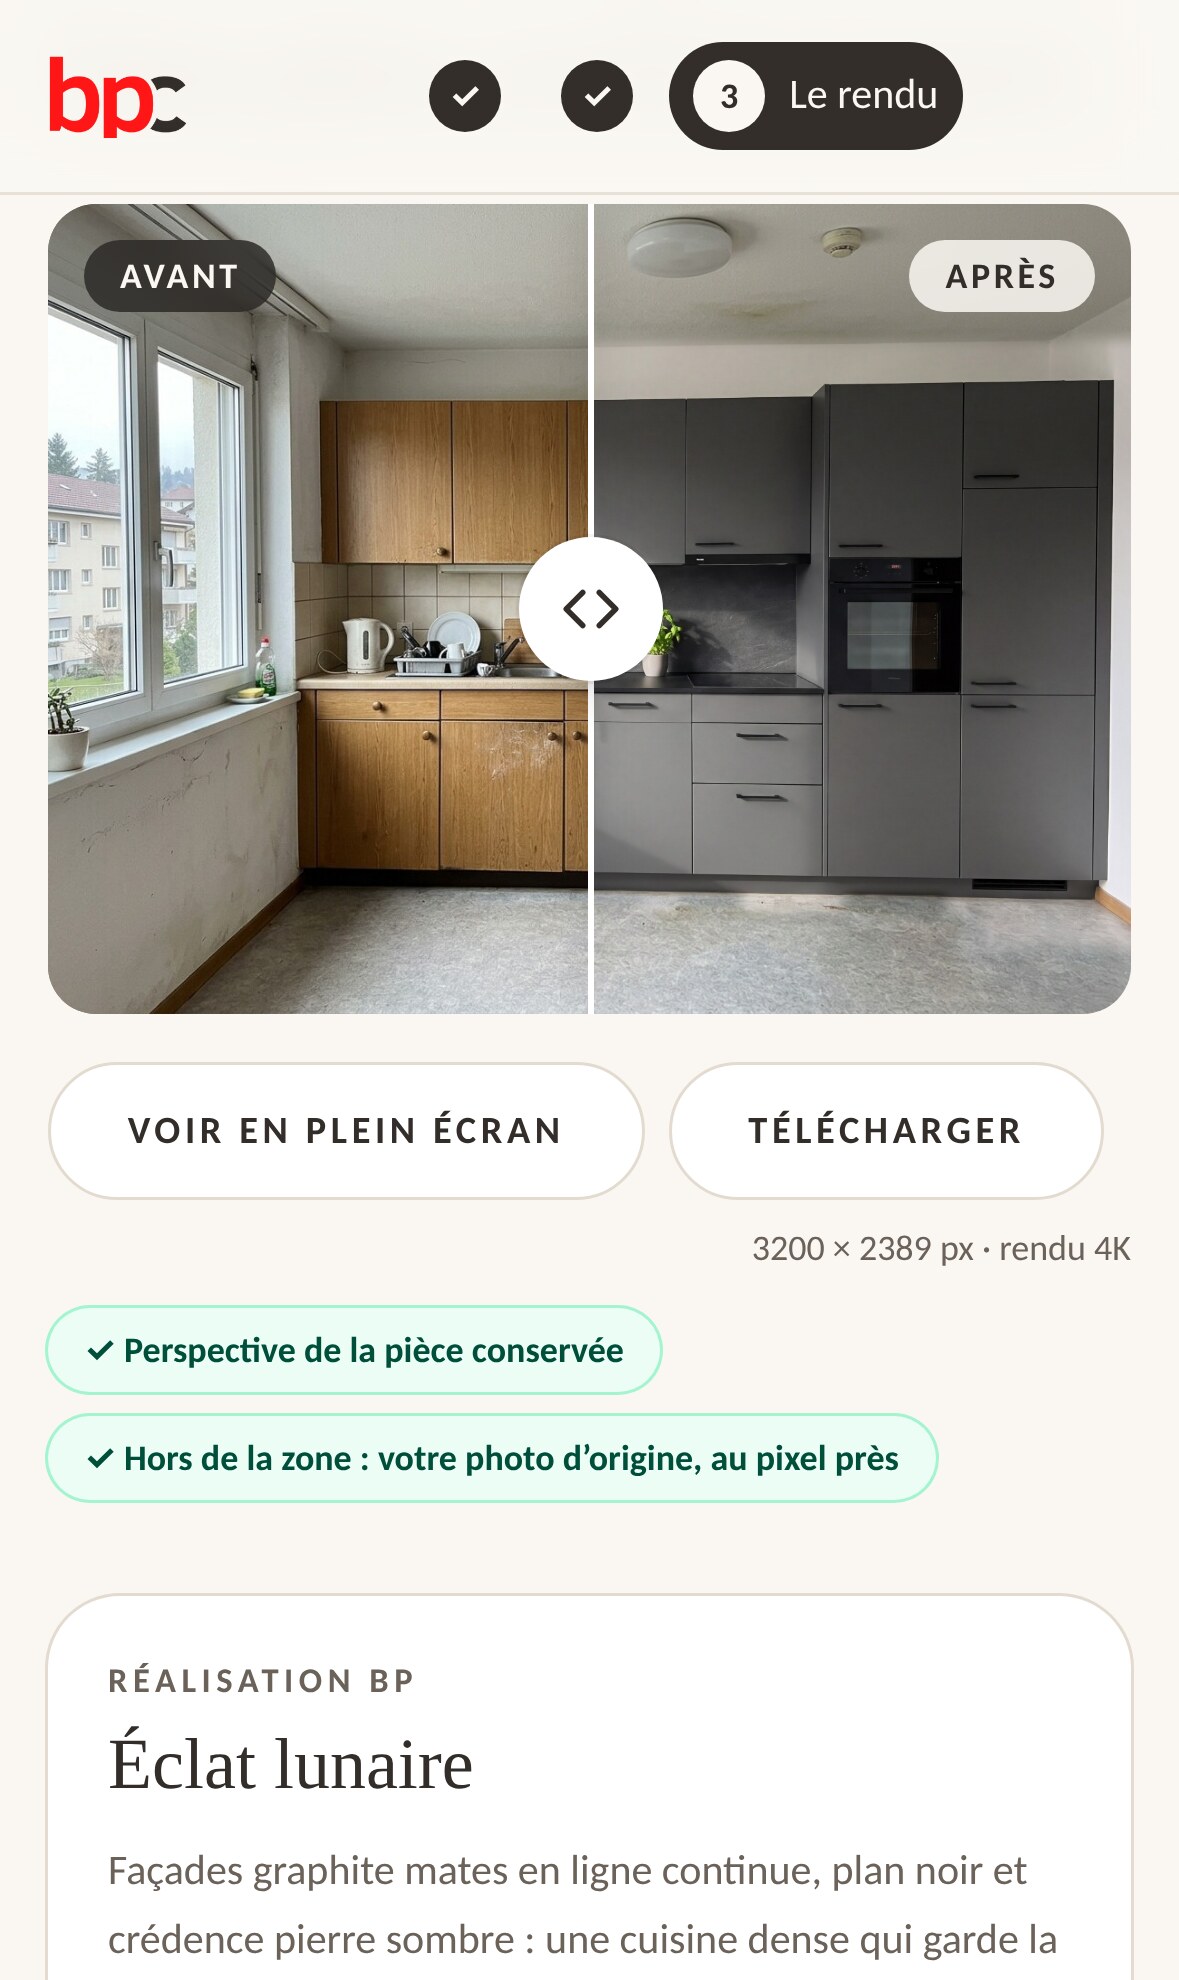 bpc
3 Le rendu
AVANT
APRÈS
VOIR EN PLEIN ÉCRAN
TÉLÉCHARGER
3200 × 2389 px · rendu 4K
✓ Perspective de la pièce conservée
✓ Hors de la zone : votre photo d’origine, au pixel près
RÉALISATION BP
Éclat lunaire
Façades graphite mates en ligne continue, plan noir et
crédence pierre sombre : une cuisine dense qui garde la